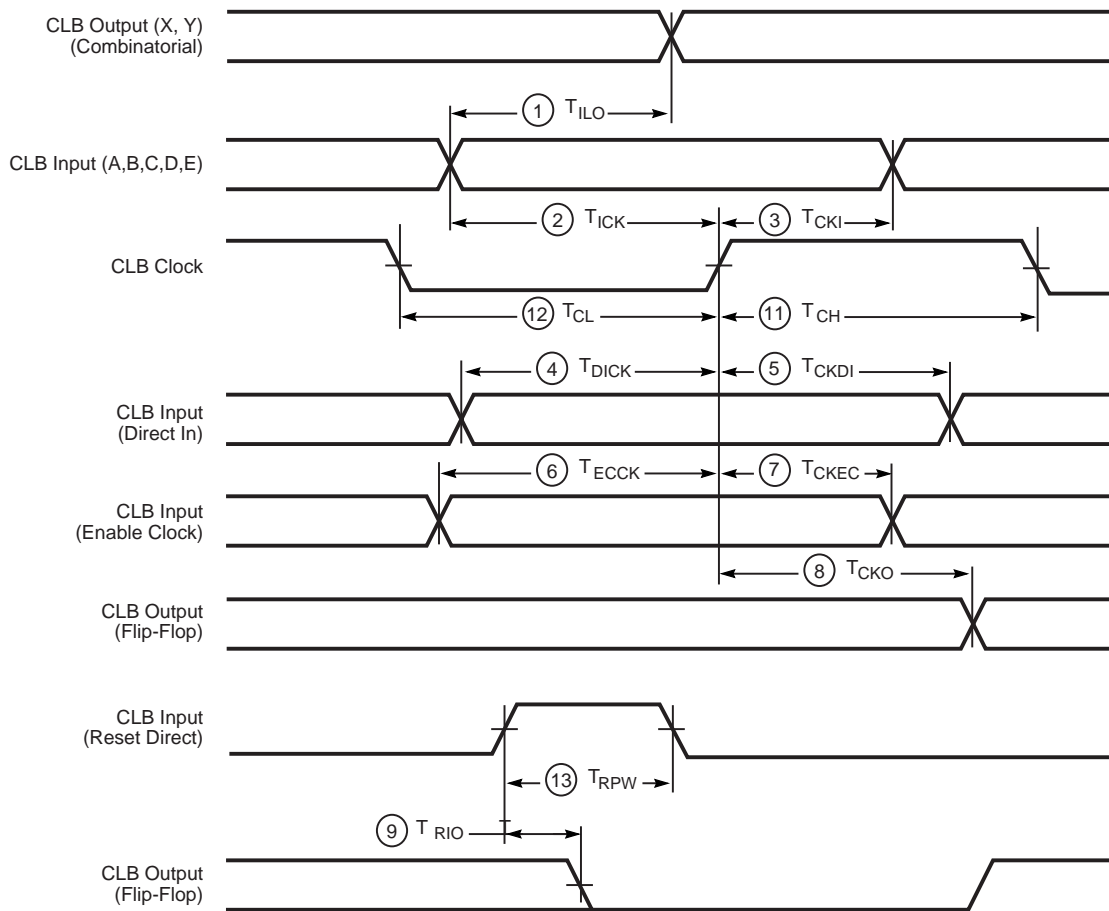 CLB Output (X, Y)
(Combinatorial)
1 TILO
CLB Input (A,B,C,D,E)
2 TICK
3 TCKI
CLB Clock
12 TCL
11 TCH
4 TDICK
5 TCKDI
CLB Input
(Direct In)
6 TECCK
7 TCKEC
CLB Input
(Enable Clock)
8 TCKO
CLB Output
(Flip-Flop)
CLB Input
(Reset Direct)
13 TRPW
9 T RIO
CLB Output
(Flip-Flop)